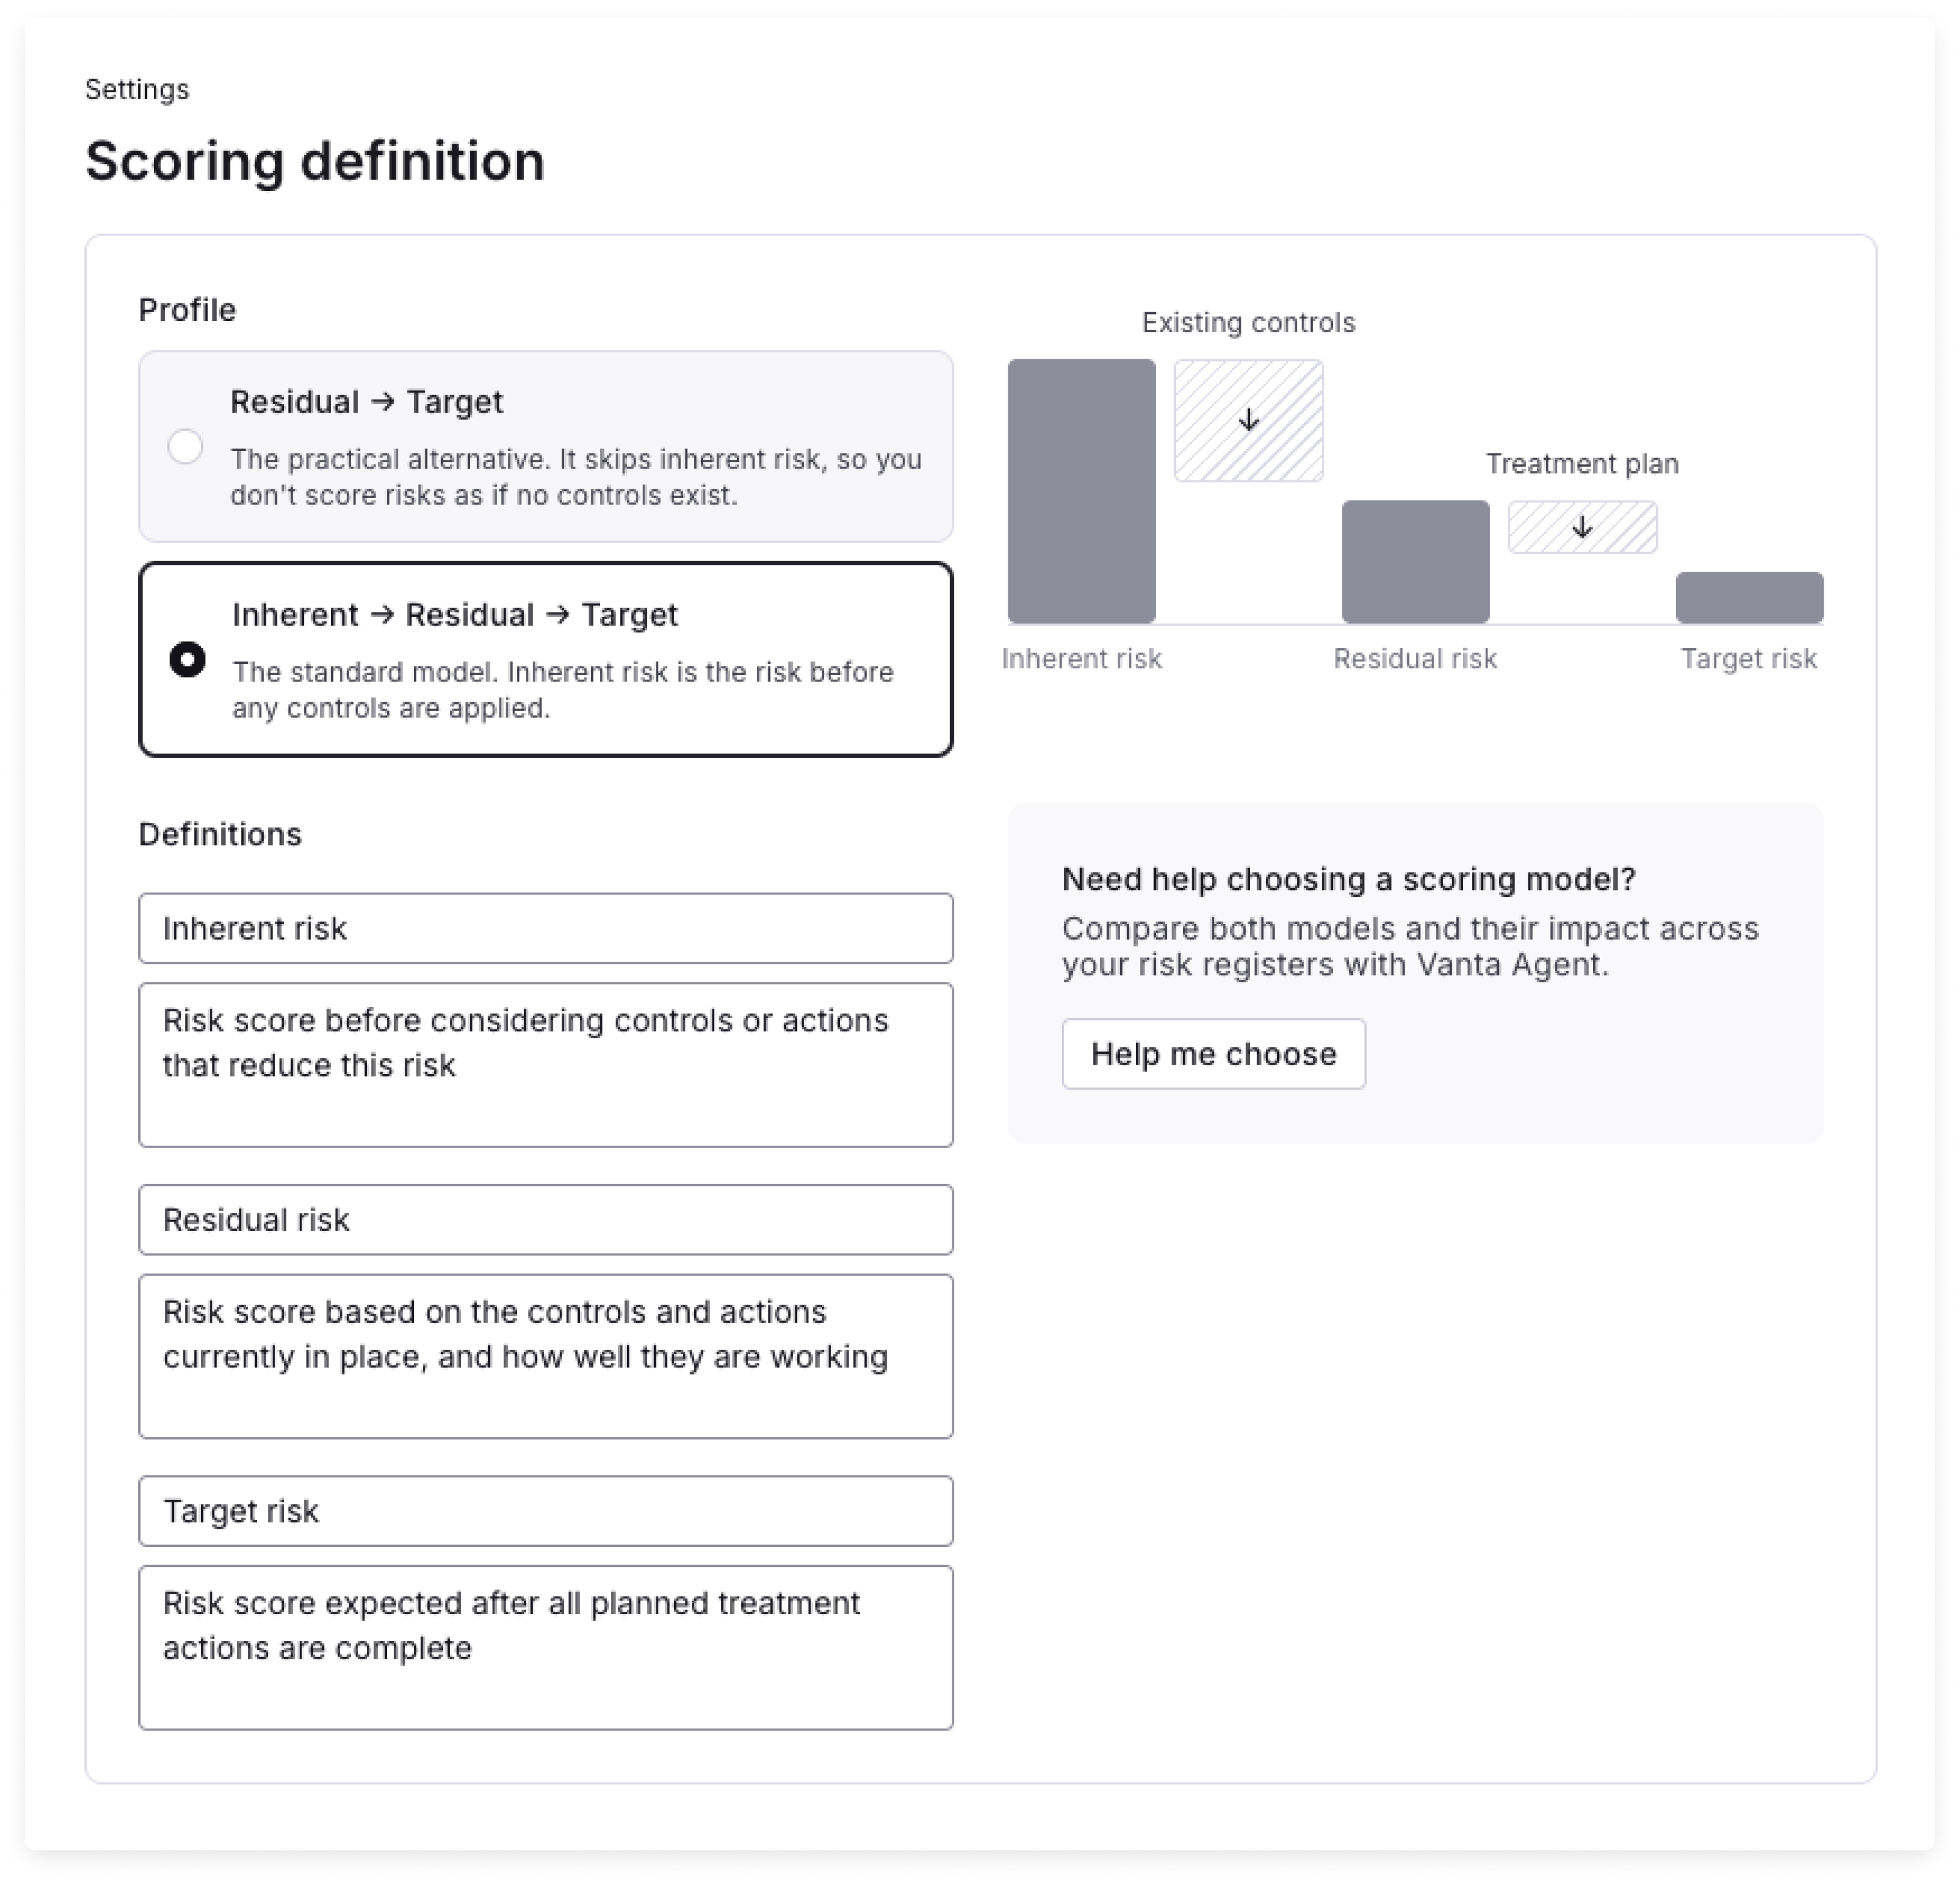 Settings
Scoring definition
Profile
Residual → Target
The practical alternative. It skips inherent risk, so you
don't score risks as if no controls exist.
Inherent → Residual → Target
The standard model. Inherent risk is the risk before
any controls are applied.
Existing controls
Treatment plan
Inherent risk
Residual risk
Target risk
Definitions
Inherent risk
Risk score before considering controls or actions
that reduce this risk
Residual risk
Risk score based on the controls and actions
currently in place, and how well they are working
Target risk
Risk score expected after all planned treatment
actions are complete
Need help choosing a scoring model?
Compare both models and their impact across
your risk registers with Vanta Agent.
Help me choose